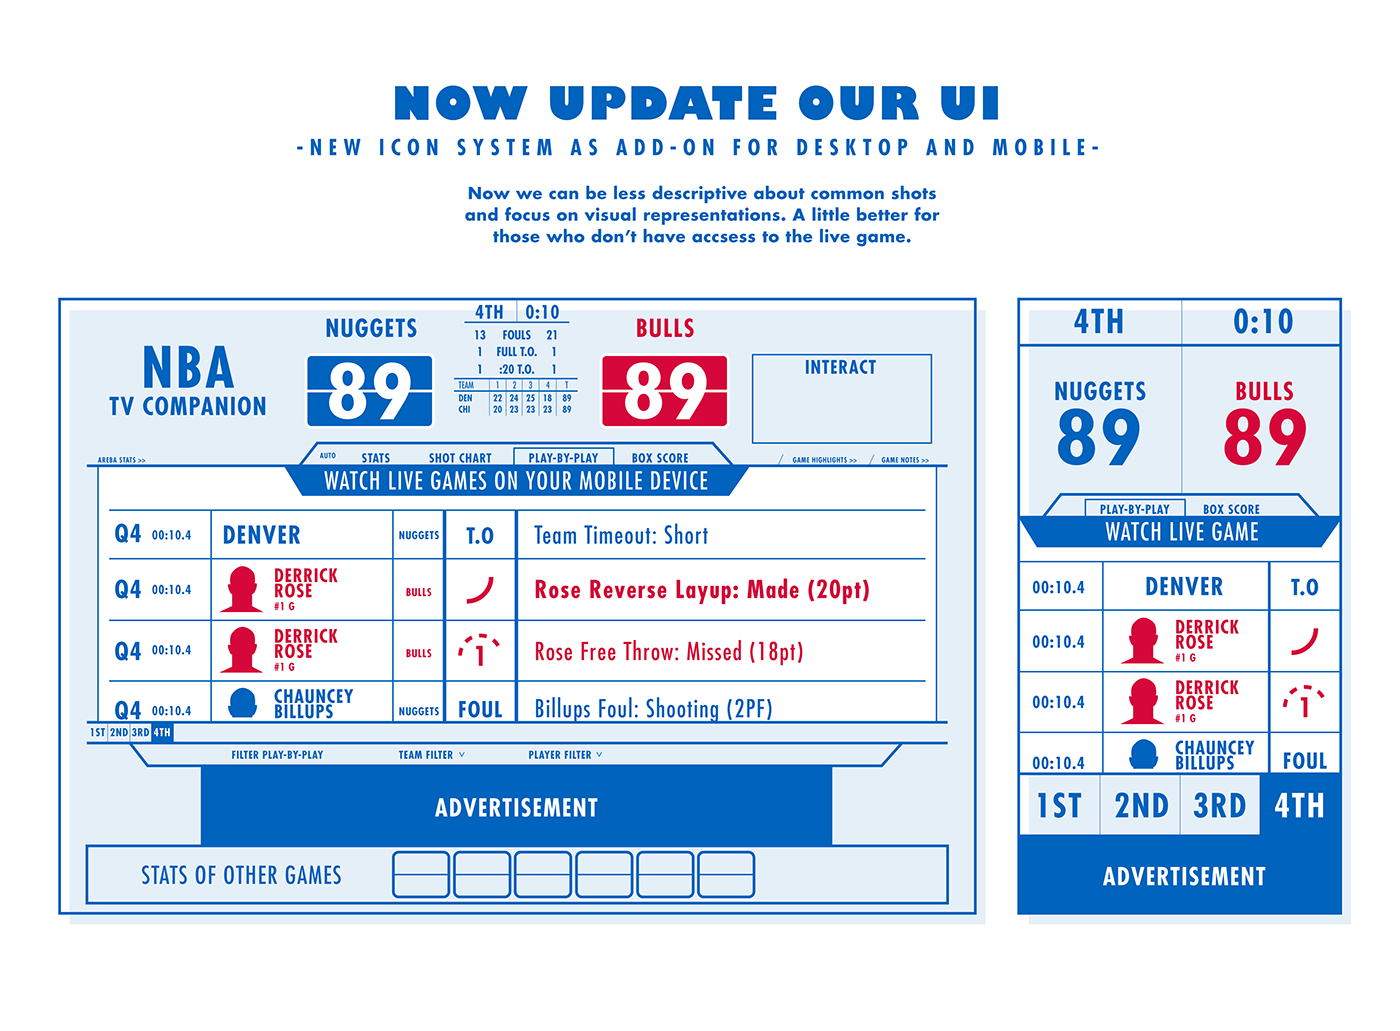 NOW UPDATE OUR UI
-NEW ICON SYSTEM AS ADD-ON FOR DESKTOP AND MOBILE-
Now we can be less descriptive about common shots
and focus on visual representations. A little better for
those who don't have accsess to the live game.
NBA
TV COMPANION
NUGGETS
89
4TH 0:10
13 FOULS 21
1 FULL T.O. 1
1 :20 T.O. 1
TEAM 1 2 3 4 T
DEN 22 24 25 18 89
CHI 20 23 23 23 89
BULLS
89
INTERACT
AREBA STATS >>
AUTO STATS SHOT CHART PLAY-BY-PLAY BOX SCORE
/ GAME HIGHLIGHTS >> / GAME NOTES >>
WATCH LIVE GAMES ON YOUR MOBILE DEVICE
Q4 00:10.4 DENVER NUGGETS T.O Team Timeout: Short
Q4 00:10.4 DERRICK ROSE #1 G BULLS Rose Reverse Layup: Made (20pt)
Q4 00:10.4 DERRICK ROSE #1 G BULLS 1 Rose Free Throw: Missed (18pt)
Q4 00:10.4 CHAUNCEY BILLUPS NUGGETS FOUL Billups Foul: Shooting (2PF)
1ST 2ND 3RD 4TH
FILTER PLAY-BY-PLAY TEAM FILTER PLAYER FILTER
ADVERTISEMENT
STATS OF OTHER GAMES
4TH 0:10
NUGGETS BULLS
89 89
PLAY-BY-PLAY BOX SCORE
WATCH LIVE GAME
00:10.4 DENVER T.O
00:10.4 DERRICK ROSE #1 G
00:10.4 DERRICK ROSE #1 G 1
00:10.4 CHAUNCEY BILLUPS FOUL
1ST 2ND 3RD 4TH
ADVERTISEMENT